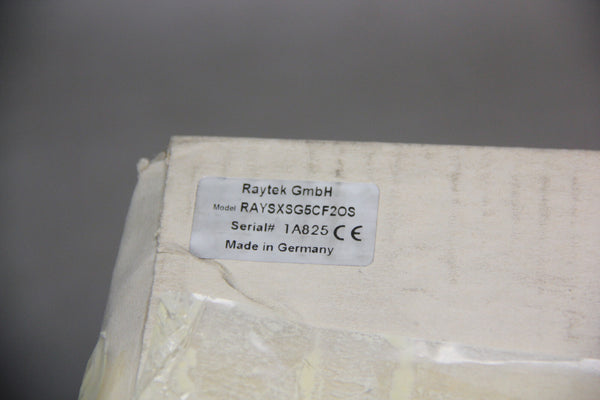 Raytek GmbH
Model RAYSXSG5CF2OS
Serial# 1A825 CE
Made in Germany